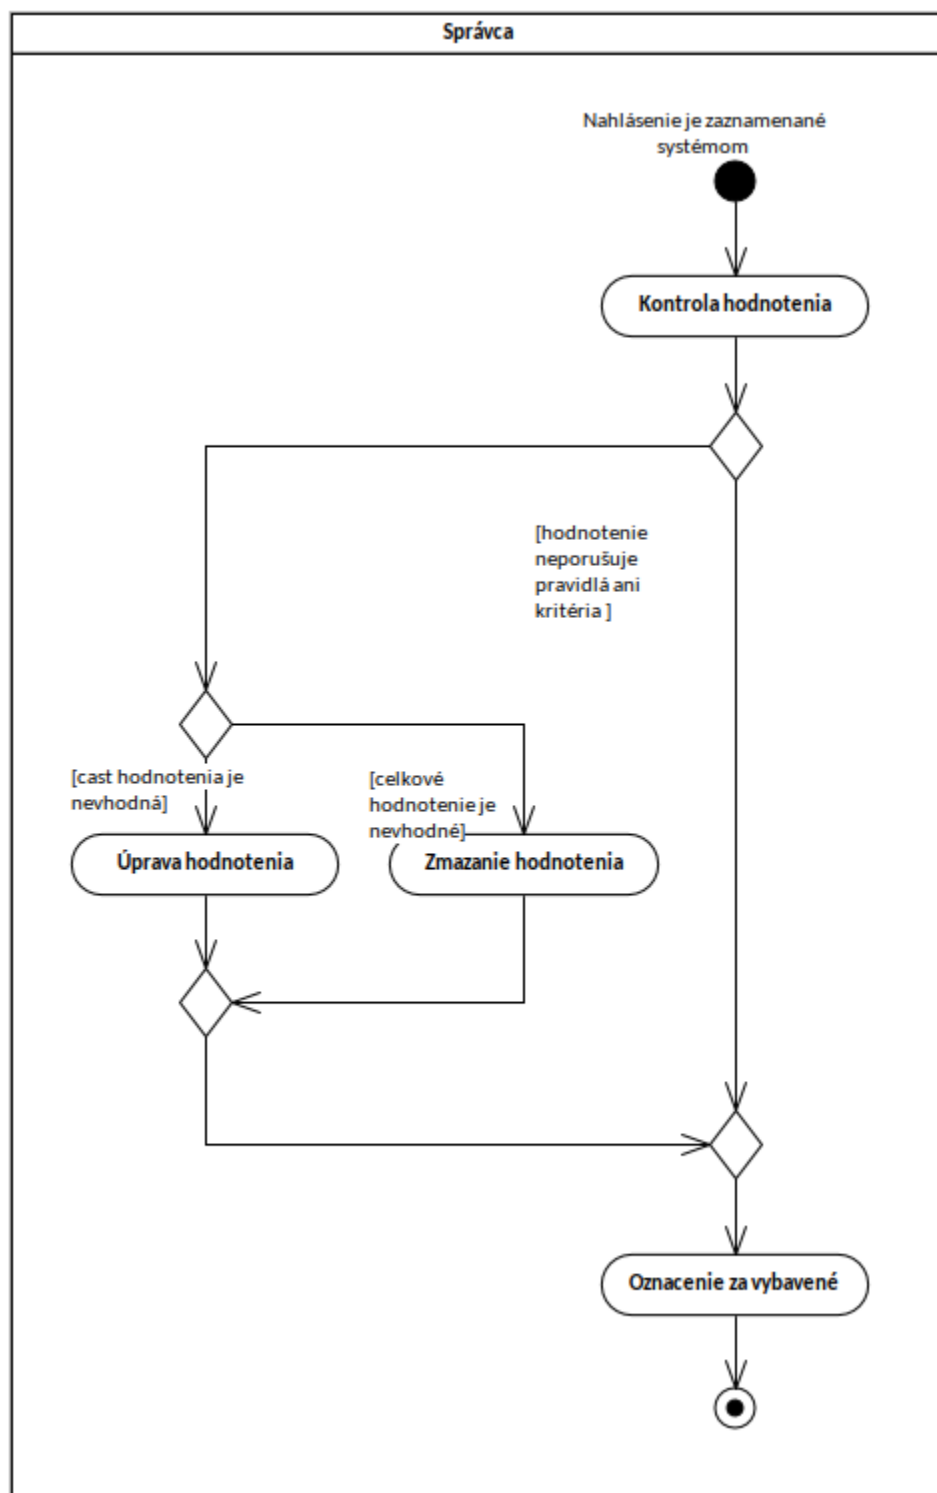 Správca
Nahlásenie je zaznamenané
systémom
Kontrola hodnotenia
[hodnotenie
neporušuje
pravidlá ani
kritéria ]
[cast hodnotenia je
nevhodná]
[celkové
hodnotenie je
nevhodné]
Úprava hodnotenia
Zmazanie hodnotenia
Oznacenie za vybavené